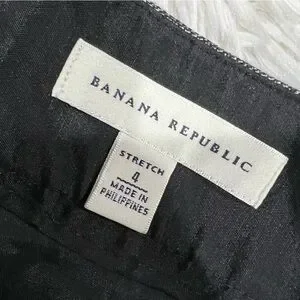 BANANA REPUBLIC
STRETCH
4
MADE IN
PHILIPPINES